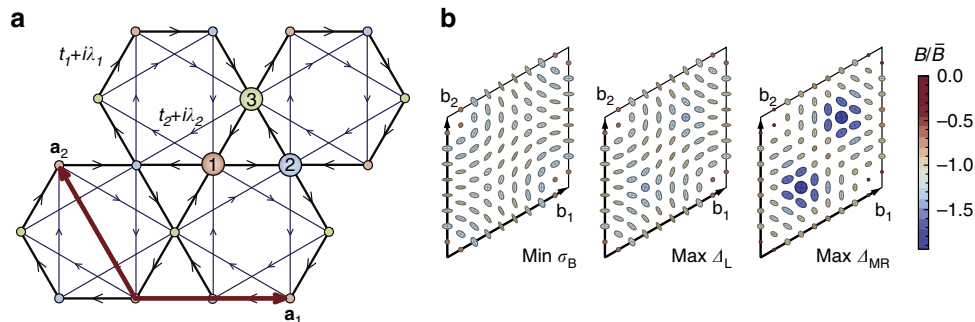 a
b
t₁+iλ₁
t₂+iλ₂
3
1
2
a₂
a₁
b₂
b₁
Min σ_B
b₂
b₁
Max Δ_L
b₂
b₁
Max Δ_MR
B/B̄
0.0
−0.5
−1.0
−1.5